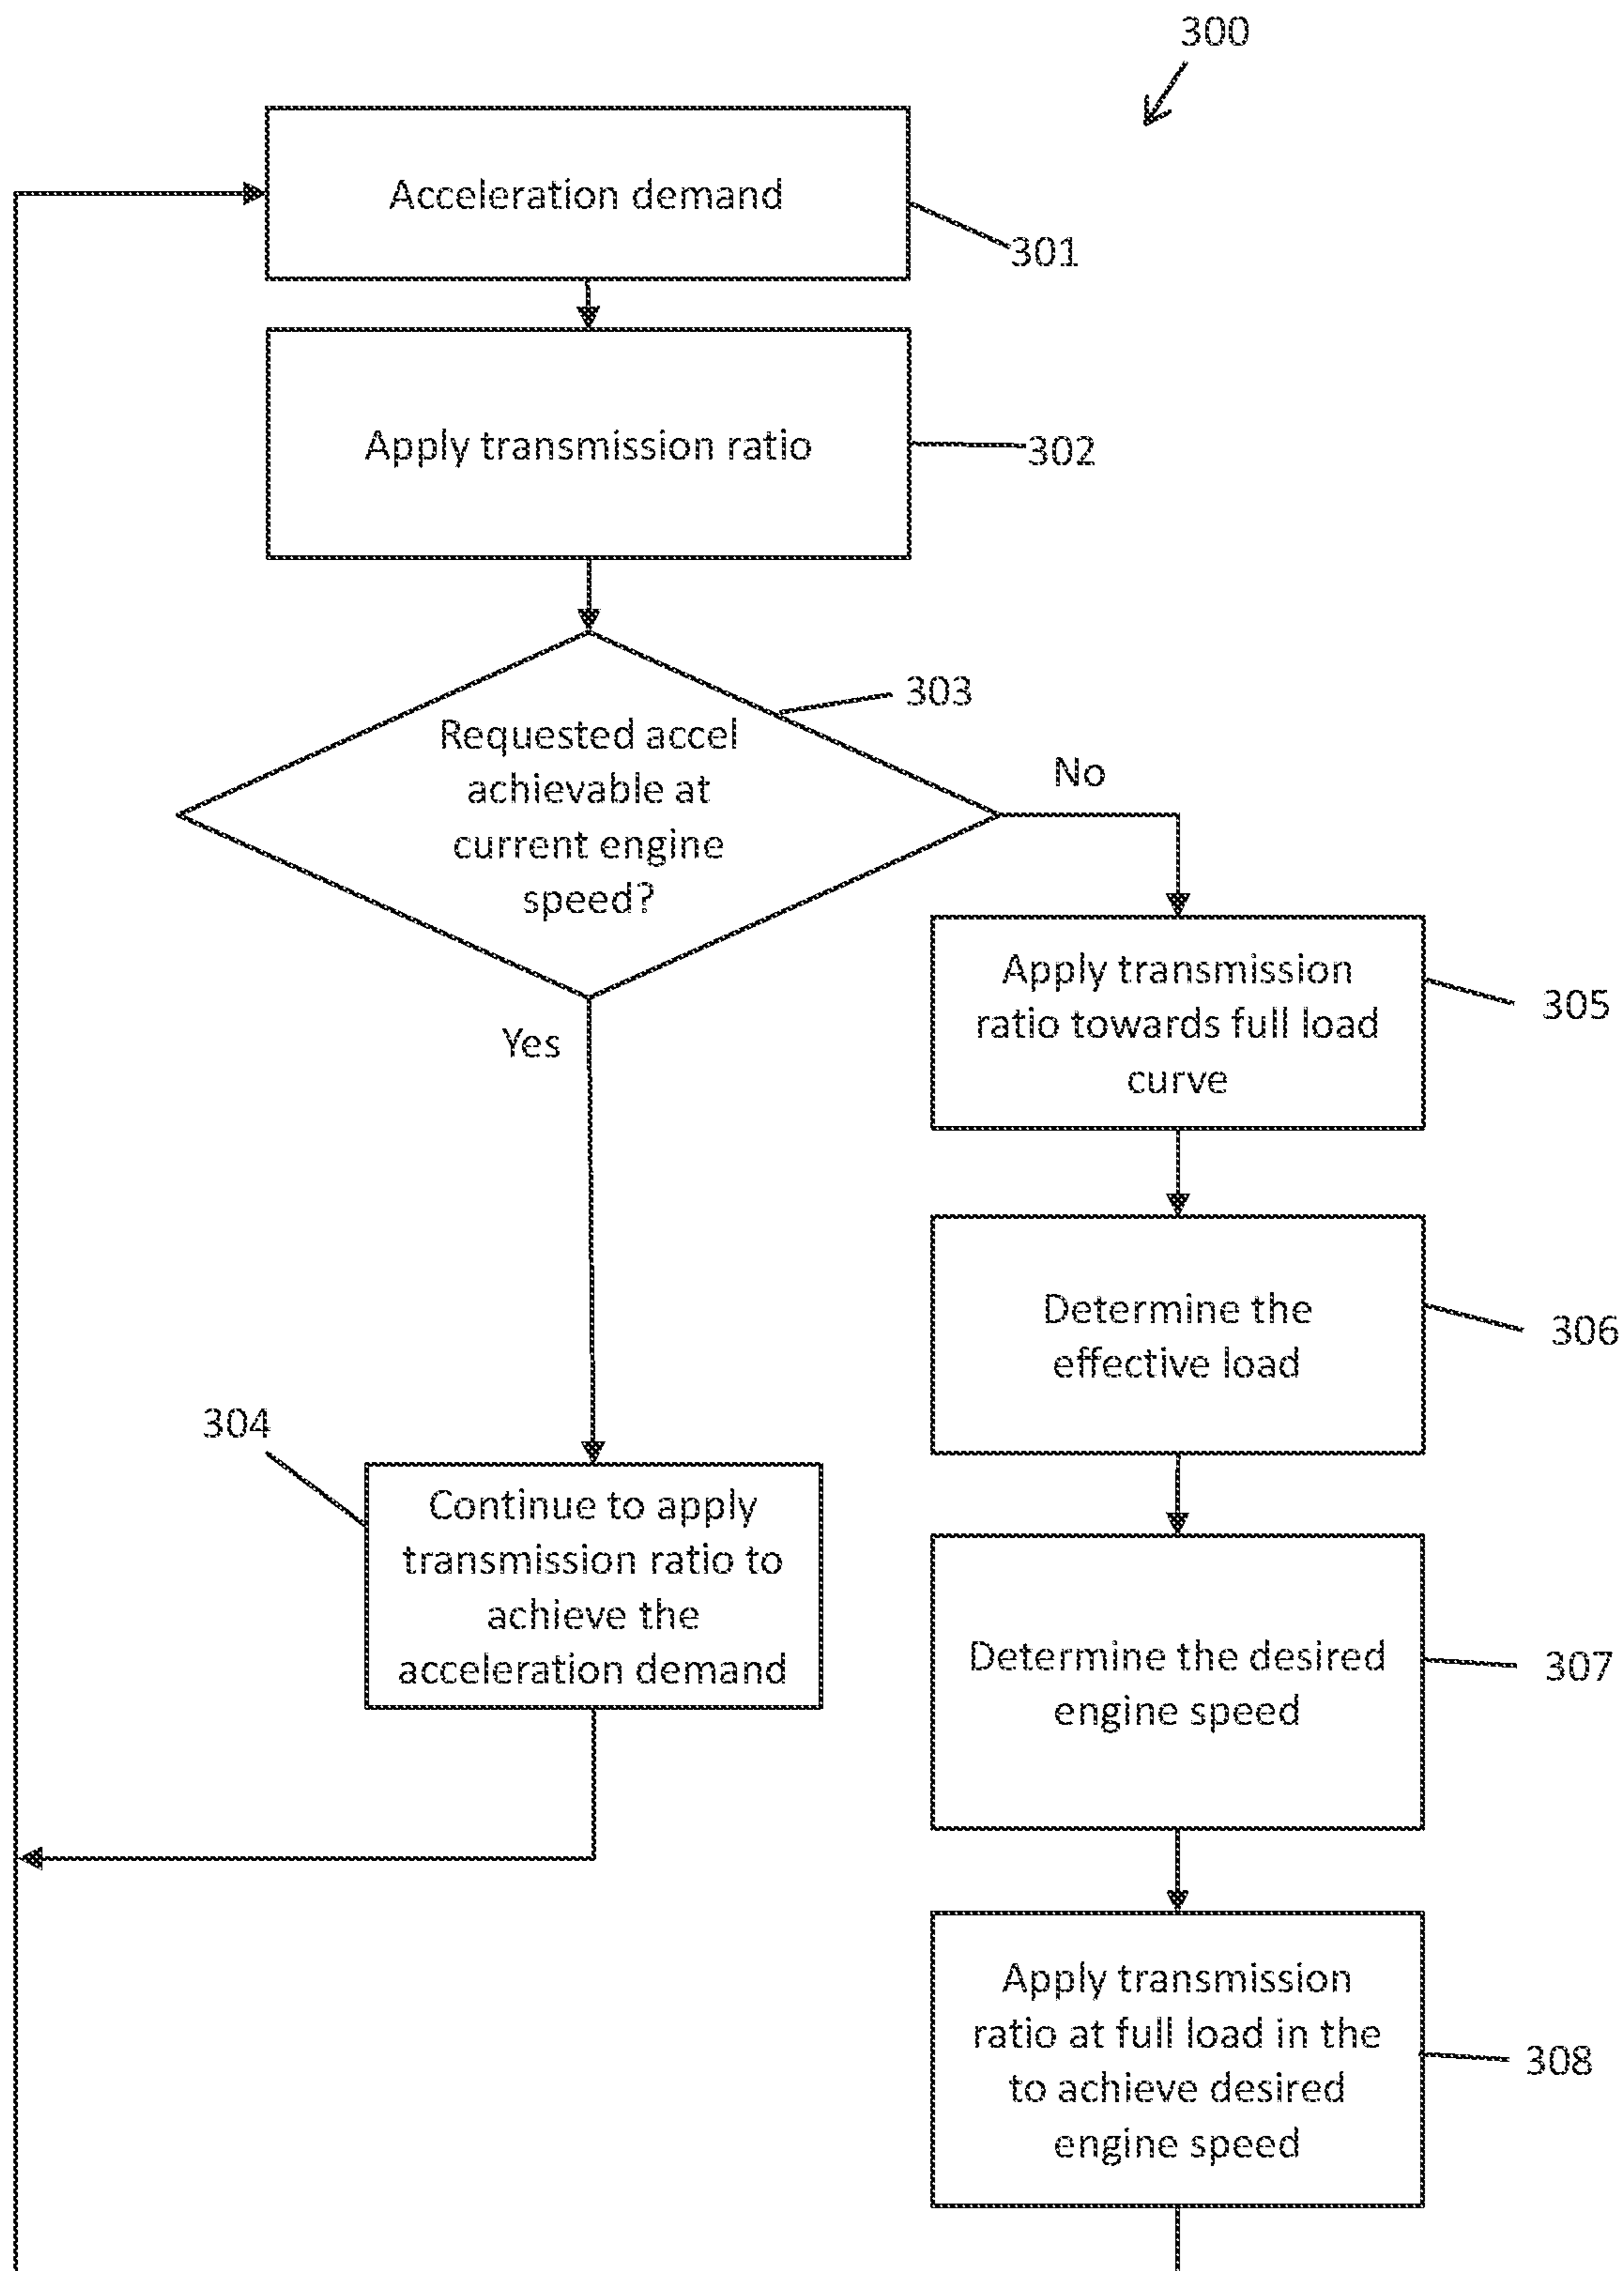 300
Acceleration demand
301
Apply transmission ratio
302
303
Requested accel
achievable at
current engine
speed?
No
Yes
Apply transmission
ratio towards full load
curve
305
Determine the
effective load
306
304
Continue to apply
transmission ratio to
achieve the
acceleration demand
Determine the desired
engine speed
307
Apply transmission
ratio at full load in the
to achieve desired
engine speed
308